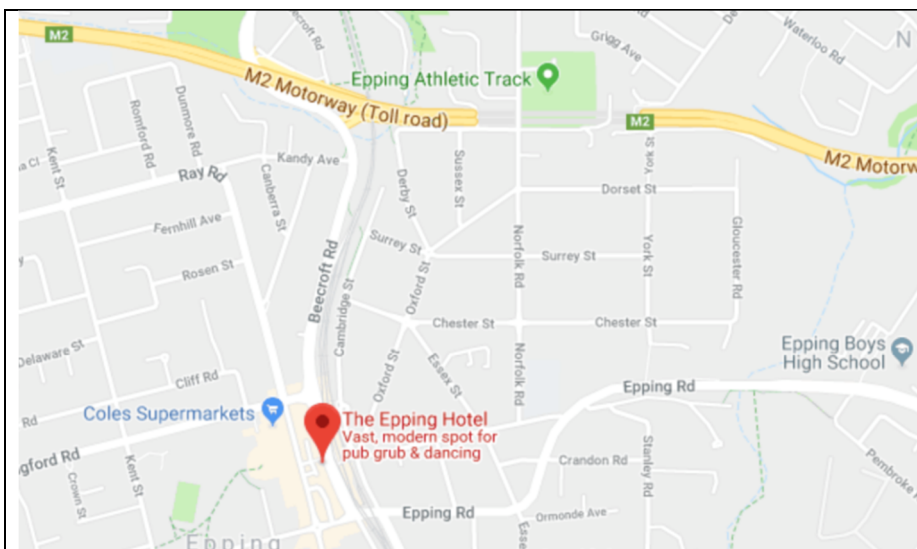 M2
Beecroft Rd
Grigg Ave
Waterloo Rd
N
Epping Athletic Track
M2 Motorway (Toll road)
M2
M2 Motorw
Romford Rd
Dunmore Rd
Kent St
Ray Rd
Kandy Ave
Canberra St
Derby St
Sussex St
York St
Dorset St
Fernhill Ave
Surrey St
Norfolk Rd
Surrey St
York St
Gloucester Rd
Rosen St
Beecroft Rd
Oxford St
Cambridge St
Chester St
Chester St
Delaware St
Epping Boys
High School
Cliff Rd
Oxford St
Essex St
Norfolk Rd
Epping Rd
Rd
Coles Supermarkets
The Epping Hotel
Vast, modern spot for
pub grub & dancing
gford Rd
Kent St
Crown St
Crandon Rd
Stanley Rd
Pembroke
Epping Rd
Ormonde Ave
Esse
Epping